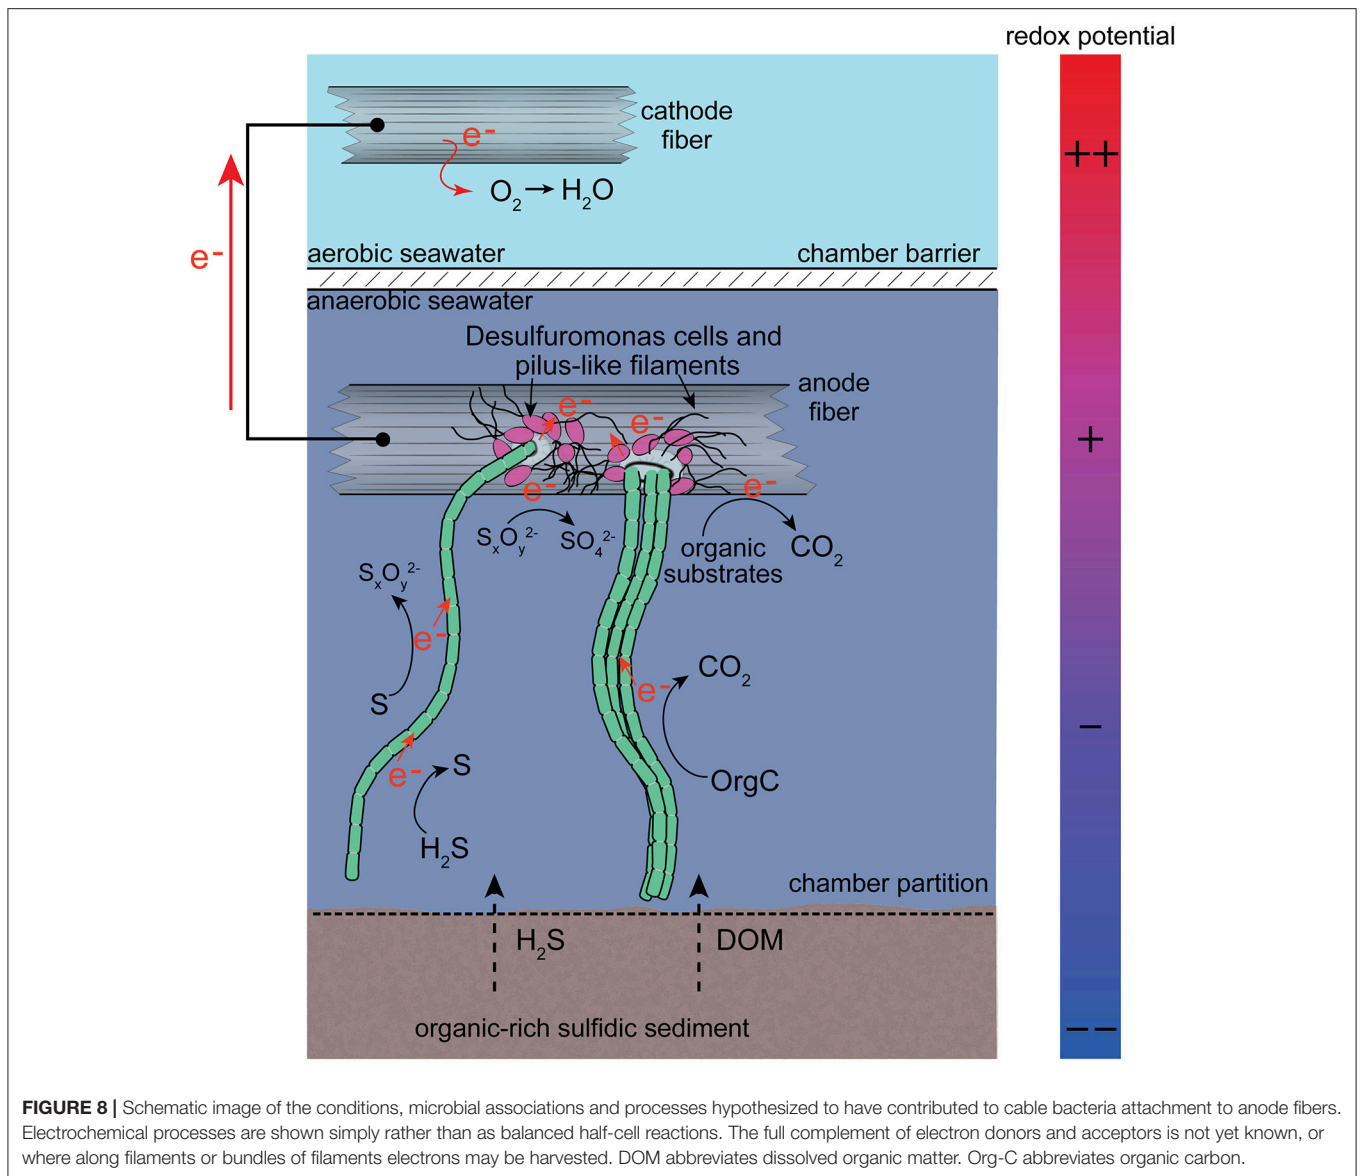 redox potential
cathode
fiber
e-
O2 → H2O
++
e-
aerobic seawater
chamber barrier
anaerobic seawater
Desulfuromonas cells and
pilus-like filaments
anode
fiber
e-
e-
+
e-
e-
SxOy2-
SO42-
organic
substrates
CO2
SxOy2-
e-
S
CO2
e-
−
S
e-
OrgC
H2S
chamber partition
H2S
DOM
organic-rich sulfidic sediment
−−
FIGURE 8 | Schematic image of the conditions, microbial associations and processes hypothesized to have contributed to cable bacteria attachment to anode fibers.
Electrochemical processes are shown simply rather than as balanced half-cell reactions. The full complement of electron donors and acceptors is not yet known, or
where along filaments or bundles of filaments electrons may be harvested. DOM abbreviates dissolved organic matter. Org-C abbreviates organic carbon.